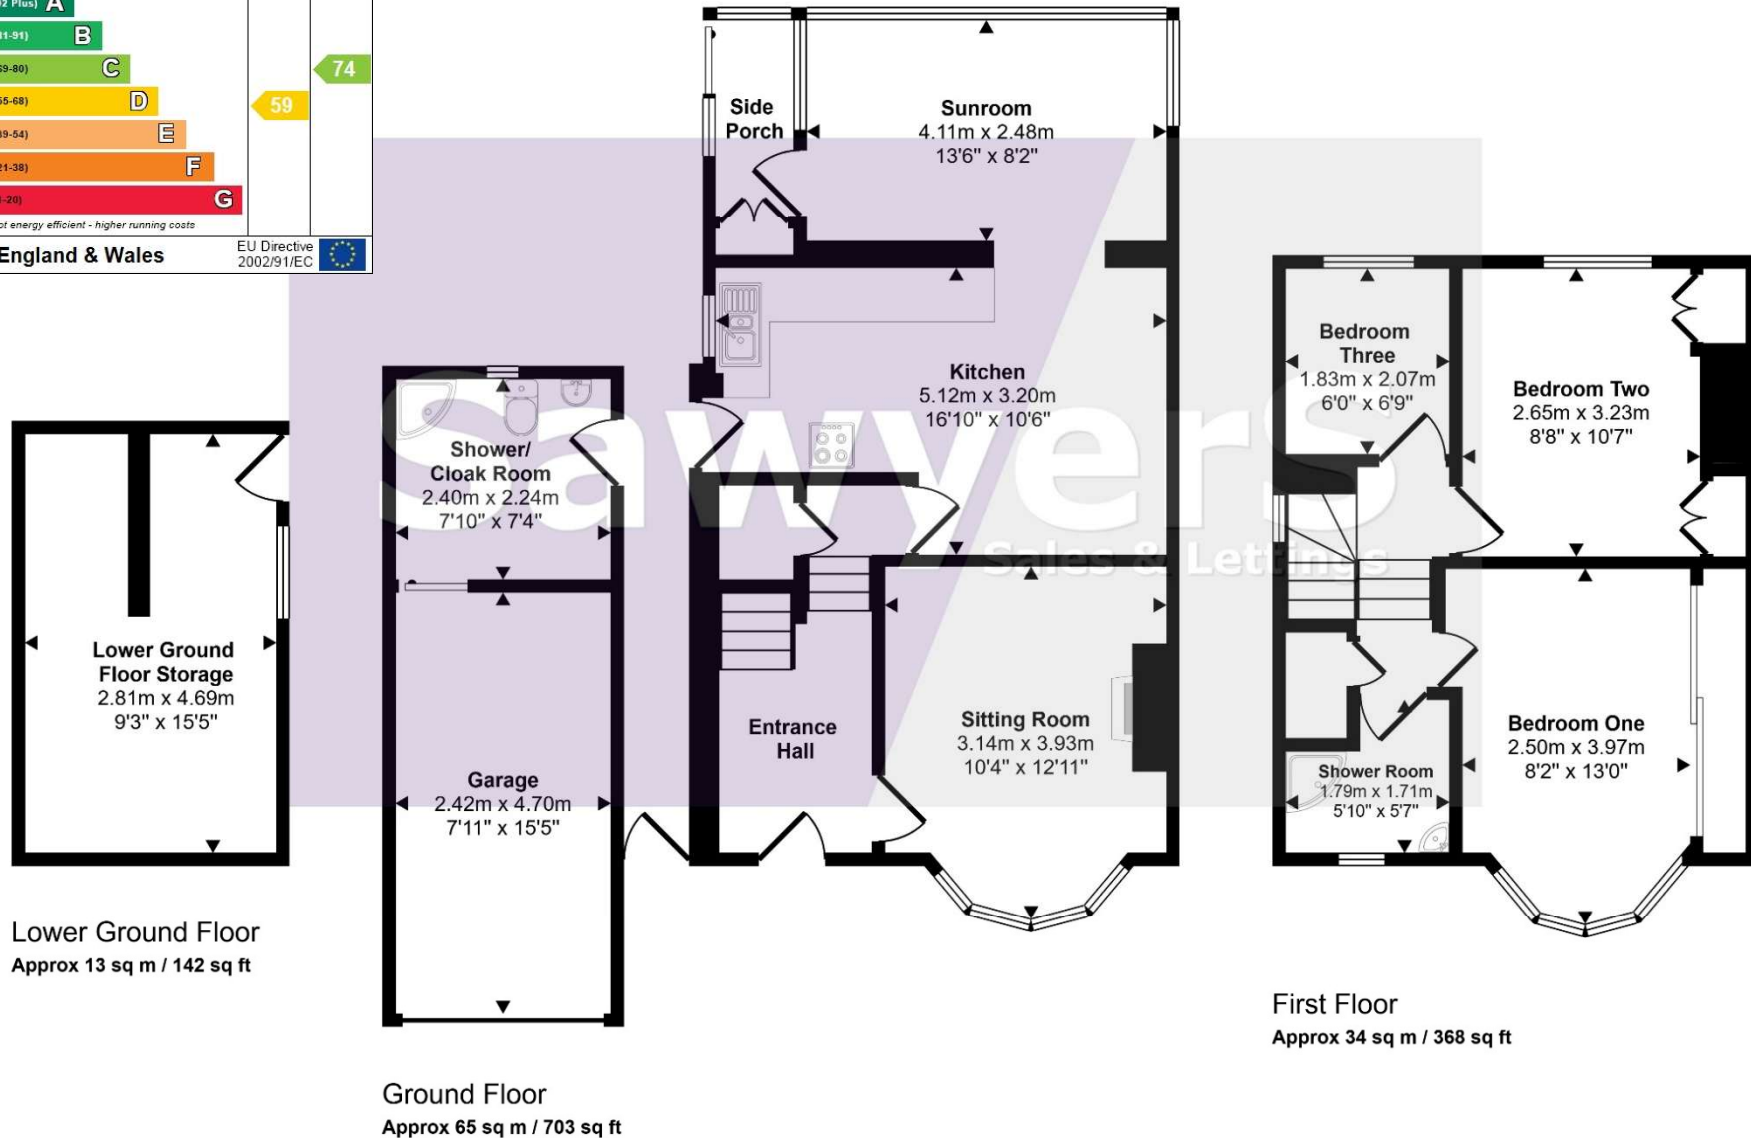 A
B
C
D
E
F
G
59
74
England & Wales
EU Directive
2002/91/EC
energy efficient - higher running costs
Side
Porch
Sunroom
4.11m x 2.48m
13'6" x 8'2"
Kitchen
5.12m x 3.20m
16'10" x 10'6"
Shower/
Cloak Room
2.40m x 2.24m
7'10" x 7'4"
Bedroom
Three
1.83m x 2.07m
6'0" x 6'9"
Bedroom Two
2.65m x 3.23m
8'8" x 10'7"
Sawyers
Sales & Lettings
Lower Ground
Floor Storage
2.81m x 4.69m
9'3" x 15'5"
Garage
2.42m x 4.70m
7'11" x 15'5"
Entrance
Hall
Sitting Room
3.14m x 3.93m
10'4" x 12'11"
Bedroom One
2.50m x 3.97m
8'2" x 13'0"
Shower Room
1.79m x 1.71m
5'10" x 5'7"
Lower Ground Floor
Approx 13 sq m / 142 sq ft
Ground Floor
Approx 65 sq m / 703 sq ft
First Floor
Approx 34 sq m / 368 sq ft